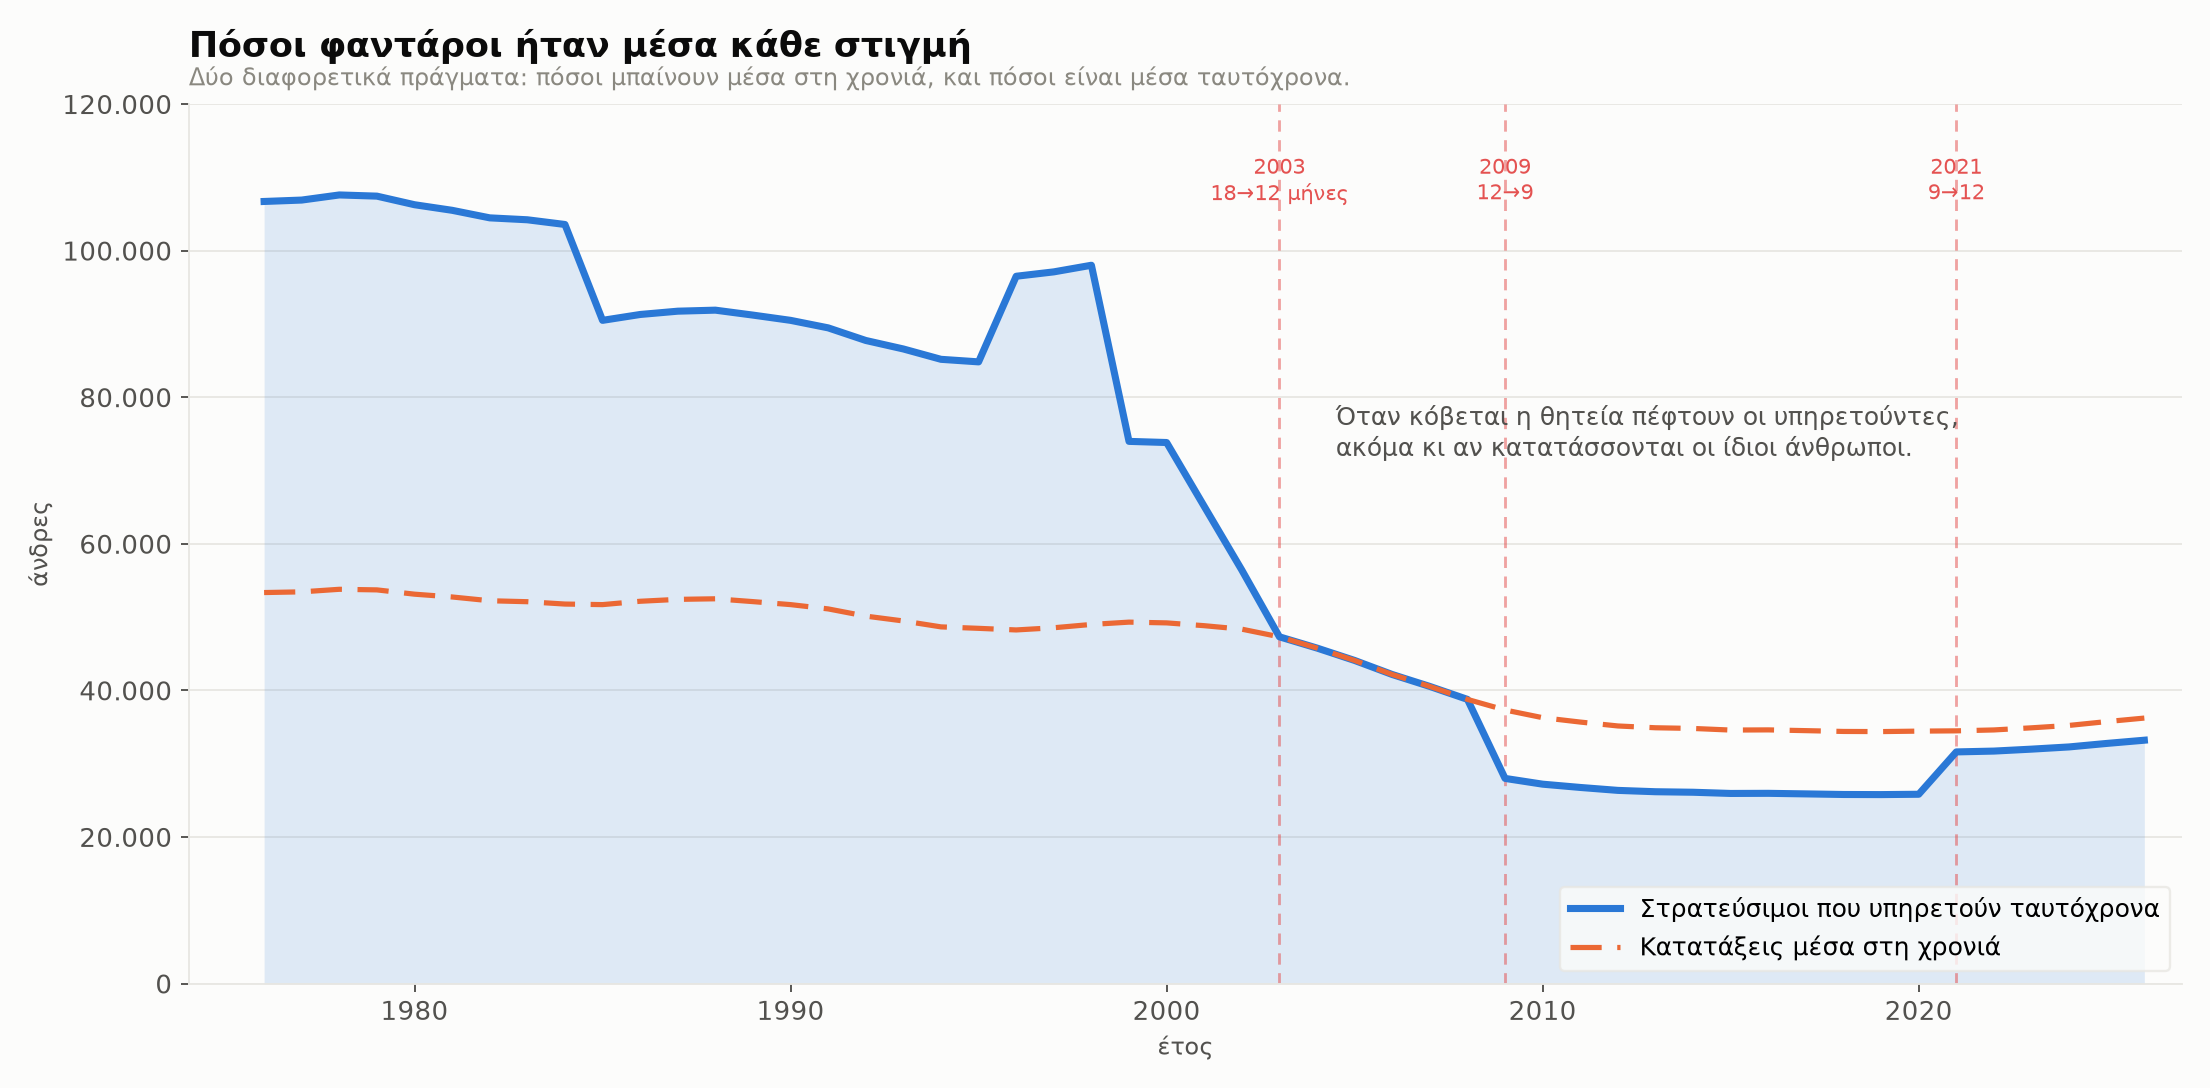 Πόσοι φαντάροι ήταν μέσα κάθε στιγμή
Δύο διαφορετικά πράγματα: πόσοι μπαίνουν μέσα στη χρονιά, και πόσοι είναι μέσα ταυτόχρονα.
120.000
100.000
80.000
60.000
40.000
20.000
0
άνδρες
2003
18→12 μήνες
2009
12→9
2021
9→12
Όταν κόβεται η θητεία πέφτουν οι υπηρετούντες,
ακόμα κι αν κατατάσσονται οι ίδιοι άνθρωποι.
Στρατεύσιμοι που υπηρετούν ταυτόχρονα
Κατατάξεις μέσα στη χρονιά
1980
1990
2000
2010
2020
έτος